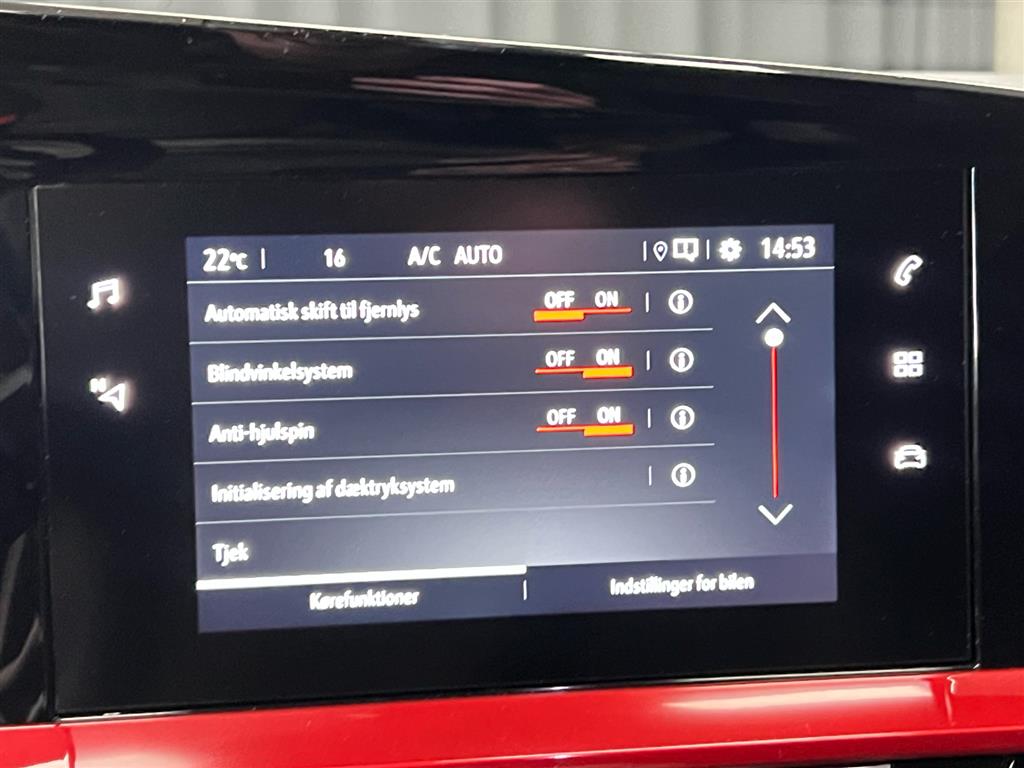 22°C | 16 A/C AUTO 14:53
Automatisk skift til fjernlys OFF ON
Blindvinkelsystem OFF ON
Anti-hjulspin OFF ON
Initialisering af dæktryksystem
Tjek
Kørefunktioner Indstillinger for bilen
N